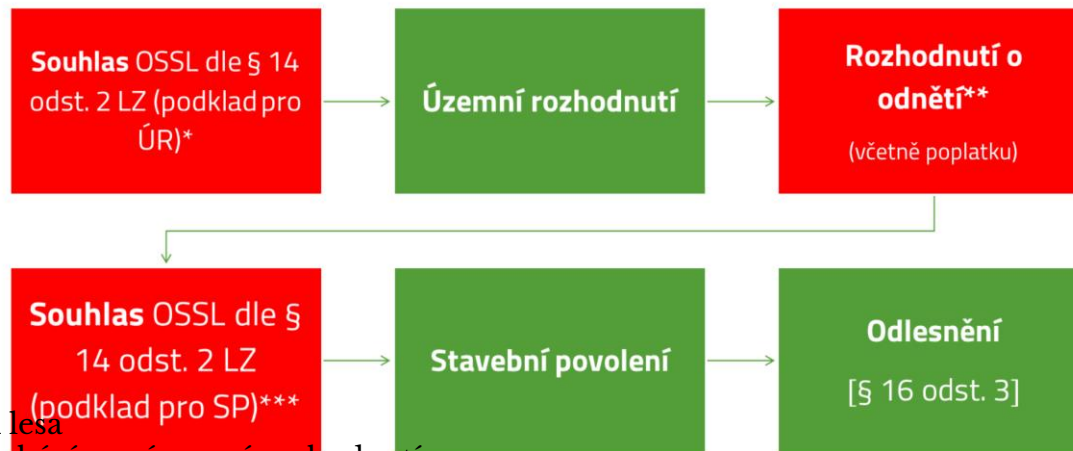 Souhlas OSSL dle § 14
odst. 2 LZ (podklad pro
ÚR)*
Územní rozhodnutí
Rozhodnutí o
odnětí**
(včetně poplatku)
Souhlas OSSL dle §
14 odst. 2 LZ
(podklad pro SP)***
Stavební povolení
Odlesnění
[§ 16 odst. 3]
lesa